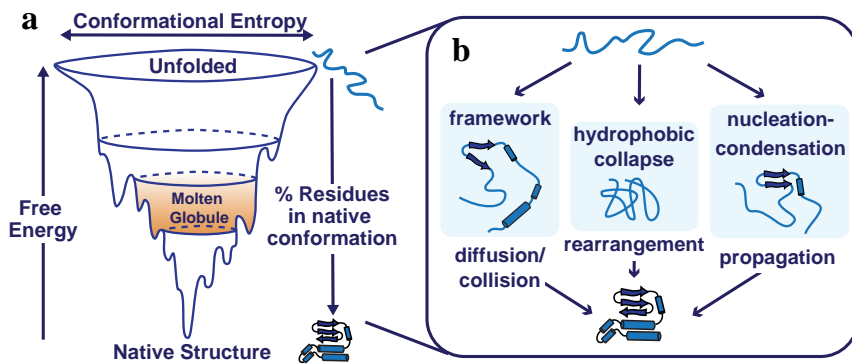 a
Conformational Entropy
Unfolded
Molten
Globule
Free
Energy
% Residues
in native
conformation
Native Structure
b
framework
hydrophobic
collapse
nucleation-
condensation
diffusion/
collision
rearrangement
propagation